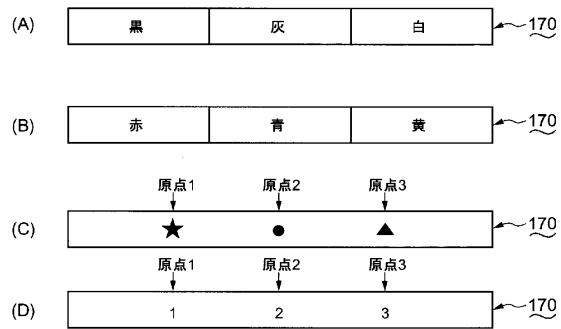 (A) 黒 灰 白 170
(B) 赤 青 黄 170
原点1 原点2 原点3
(C) ★ ● ▲ 170
原点1 原点2 原点3
(D) 1 2 3 170